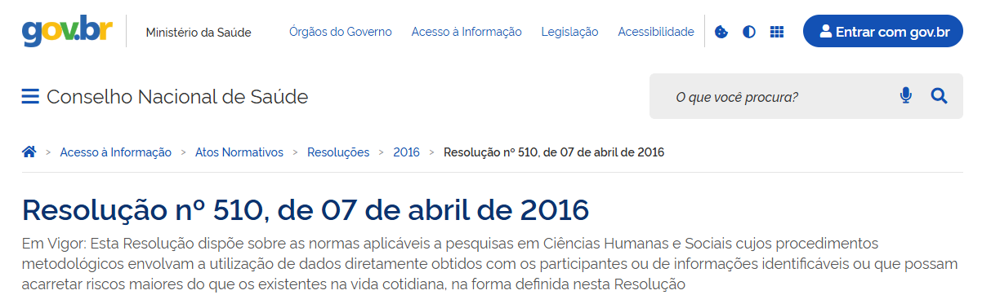 gov.br
Ministério da Saúde
Órgãos do Governo
Acesso à Informação
Legislação
Acessibilidade
Entrar com gov.br
Conselho Nacional de Saúde
O que você procura?
> Acesso à Informação > Atos Normativos > Resoluções > 2016 > Resolução nº 510, de 07 de abril de 2016
Resolução nº 510, de 07 de abril de 2016
Em Vigor: Esta Resolução dispõe sobre as normas aplicáveis a pesquisas em Ciências Humanas e Sociais cujos procedimentos
metodológicos envolvam a utilização de dados diretamente obtidos com os participantes ou de informações identificáveis ou que possam
acarretar riscos maiores do que os existentes na vida cotidiana, na forma definida nesta Resolução